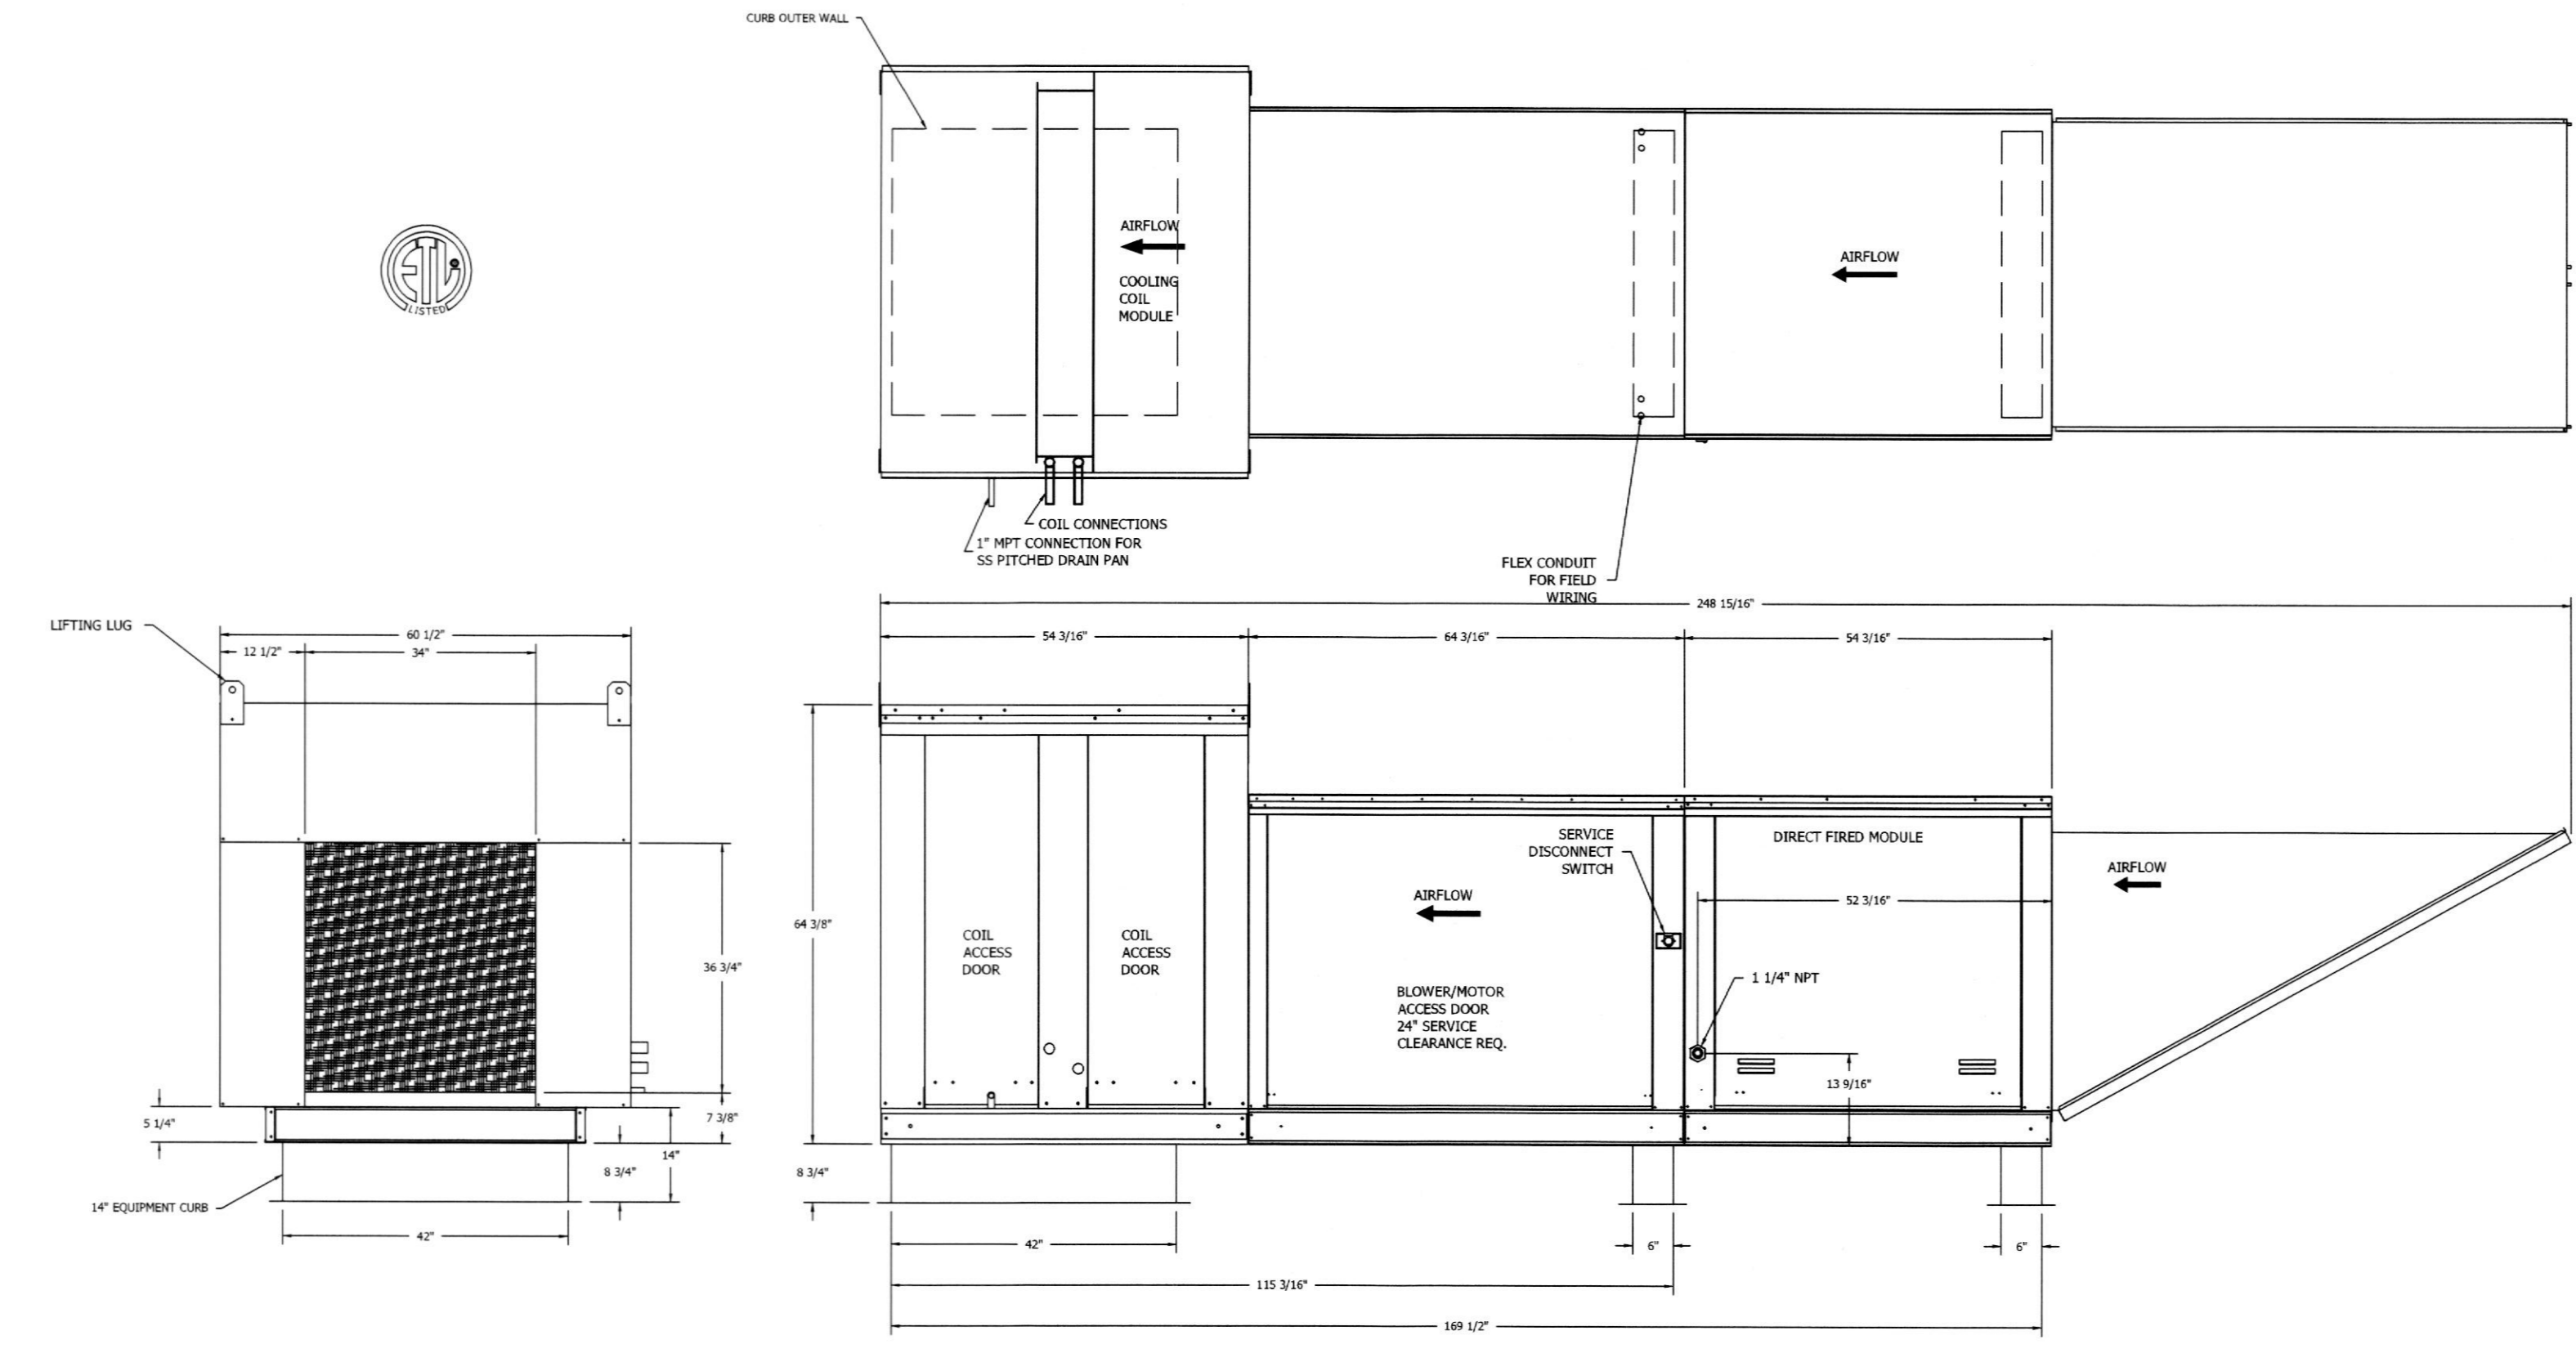 CURB OUTER WALL
AIRFLOW
COOLING
COIL
MODULE
AIRFLOW
ETL
LISTED
COIL CONNECTIONS
1" MPT CONNECTION FOR
SS PITCHED DRAIN PAN
FLEX CONDUIT
FOR FIELD
WIRING
248 15/16"
54 3/16"
64 3/16"
54 3/16"
LIFTING LUG
60 1/2"
12 1/2"
34"
36 3/4"
7 3/8"
5 1/4"
14"
8 3/4"
14" EQUIPMENT CURB
42"
64 3/8"
8 3/4"
COIL
ACCESS
DOOR
COIL
ACCESS
DOOR
AIRFLOW
BLOWER/MOTOR
ACCESS DOOR
24" SERVICE
CLEARANCE REQ.
SERVICE
DISCONNECT
SWITCH
DIRECT FIRED MODULE
52 3/16"
1 1/4" NPT
13 9/16"
AIRFLOW
42"
6"
6"
115 3/16"
169 1/2"